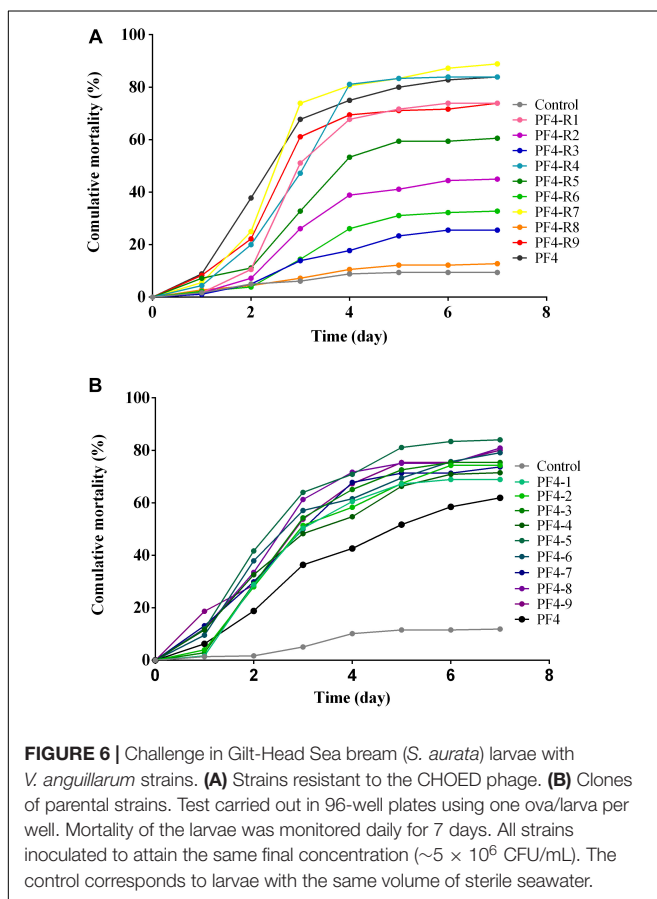 A
Comulative mortality (%)
100
80
60
40
20
0
0
2
4
6
8
Time (day)
Control
PF4-R1
PF4-R2
PF4-R3
PF4-R4
PF4-R5
PF4-R6
PF4-R7
PF4-R8
PF4-R9
PF4
B
Comulative mortality (%)
100
80
60
40
20
0
0
2
4
6
8
Time (day)
Control
PF4-1
PF4-2
PF4-3
PF4-4
PF4-5
PF4-6
PF4-7
PF4-8
PF4-9
PF4
FIGURE 6 | Challenge in Gilt-Head Sea bream (S. aurata) larvae with
V. anguillarum strains. (A) Strains resistant to the CHOED phage. (B) Clones
of parental strains. Test carried out in 96-well plates using one ova/larva per
well. Mortality of the larvae was monitored daily for 7 days. All strains
inoculated to attain the same final concentration (~5 × 10⁶ CFU/mL). The
control corresponds to larvae with the same volume of sterile seawater.